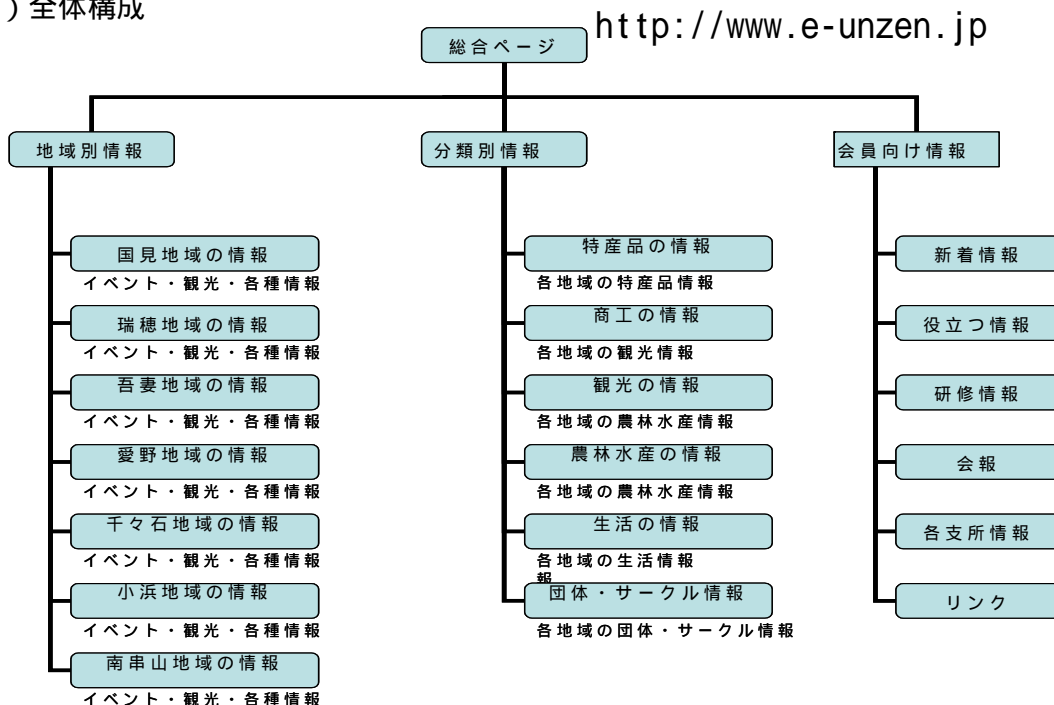 ）全体構成
http://www.e-unzen.jp
総合ページ
地域別情報
国見地域の情報
イベント・観光・各種情報
瑞穂地域の情報
イベント・観光・各種情報
吾妻地域の情報
イベント・観光・各種情報
愛野地域の情報
イベント・観光・各種情報
千々石地域の情報
イベント・観光・各種情報
小浜地域の情報
イベント・観光・各種情報
南串山地域の情報
イベント・観光・各種情報
分類別情報
特産品の情報
各地域の特産品情報
商工の情報
各地域の観光情報
観光の情報
各地域の農林水産情報
農林水産の情報
各地域の農林水産情報
生活の情報
各地域の生活情報
報
団体・サークル情報
各地域の団体・サークル情報
会員向け情報
新着情報
役立つ情報
研修情報
会報
各支所情報
リンク